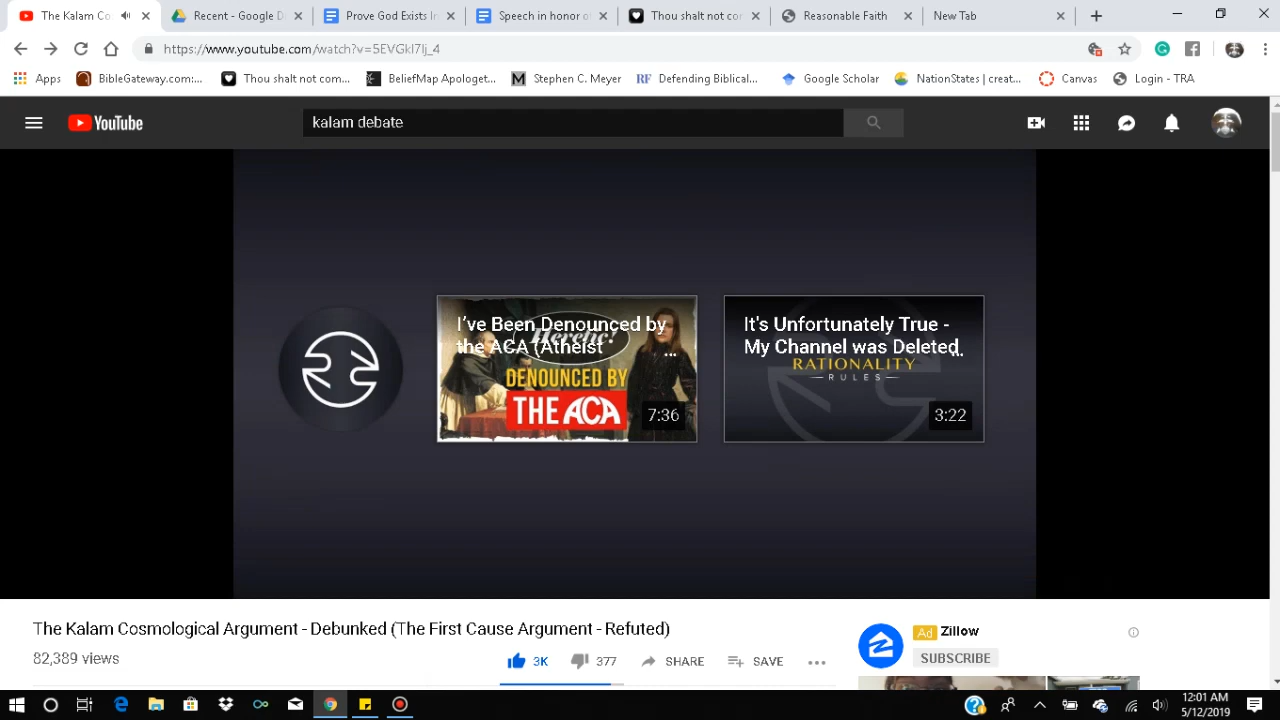 The Kalam Co
Recent - Google D
Prove God Exists In
Speech in honor o
Thou shalt not co
Reasonable Faith
New Tab
https://www.youtube.com/watch?v=5EVGkI7Ij_4
Apps
BibleGateway.com:...
Thou shalt not com...
BeliefMap Apologet...
M
Stephen C. Meyer
RF
Defending Biblical...
Google Scholar
NationStates | creat...
Canvas
Login - TRA
YouTube
kalam debate
I've Been Denounced by
the ACA (Atheist
...
Heretic!
DENOUNCED BY
THE ACA
7:36
It's Unfortunately True -
My Channel was Deleted...
RATIONALITY
RULES
3:22
The Kalam Cosmological Argument - Debunked (The First Cause Argument - Refuted)
82,389 views
3K
377
SHARE
SAVE
Ad
Zillow
SUBSCRIBE
12:01 AM
5/12/2019